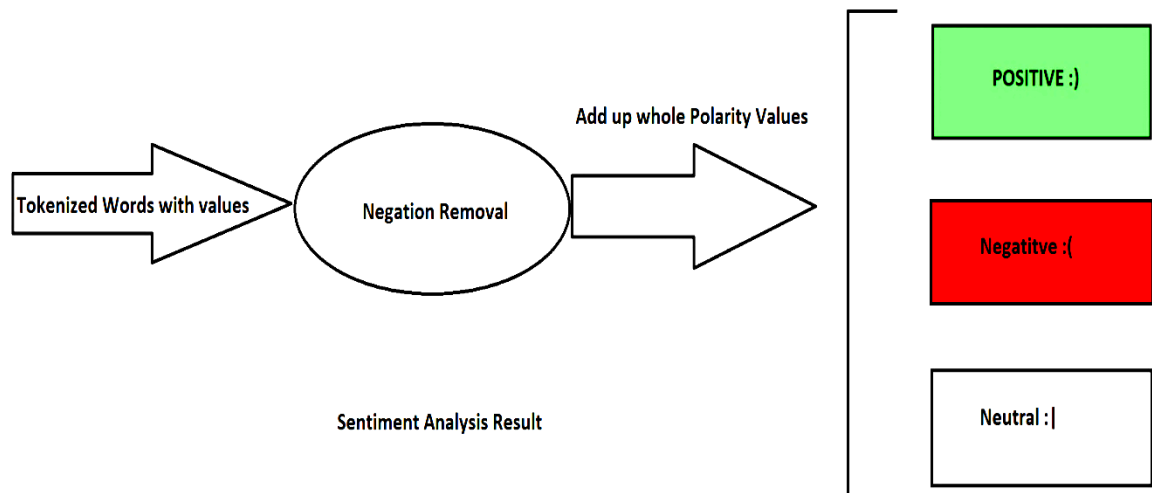 Tokenized Words with values
Negation Removal
Add up whole Polarity Values
POSITIVE :)
Negatitve :(
Neutral :|
Sentiment Analysis Result